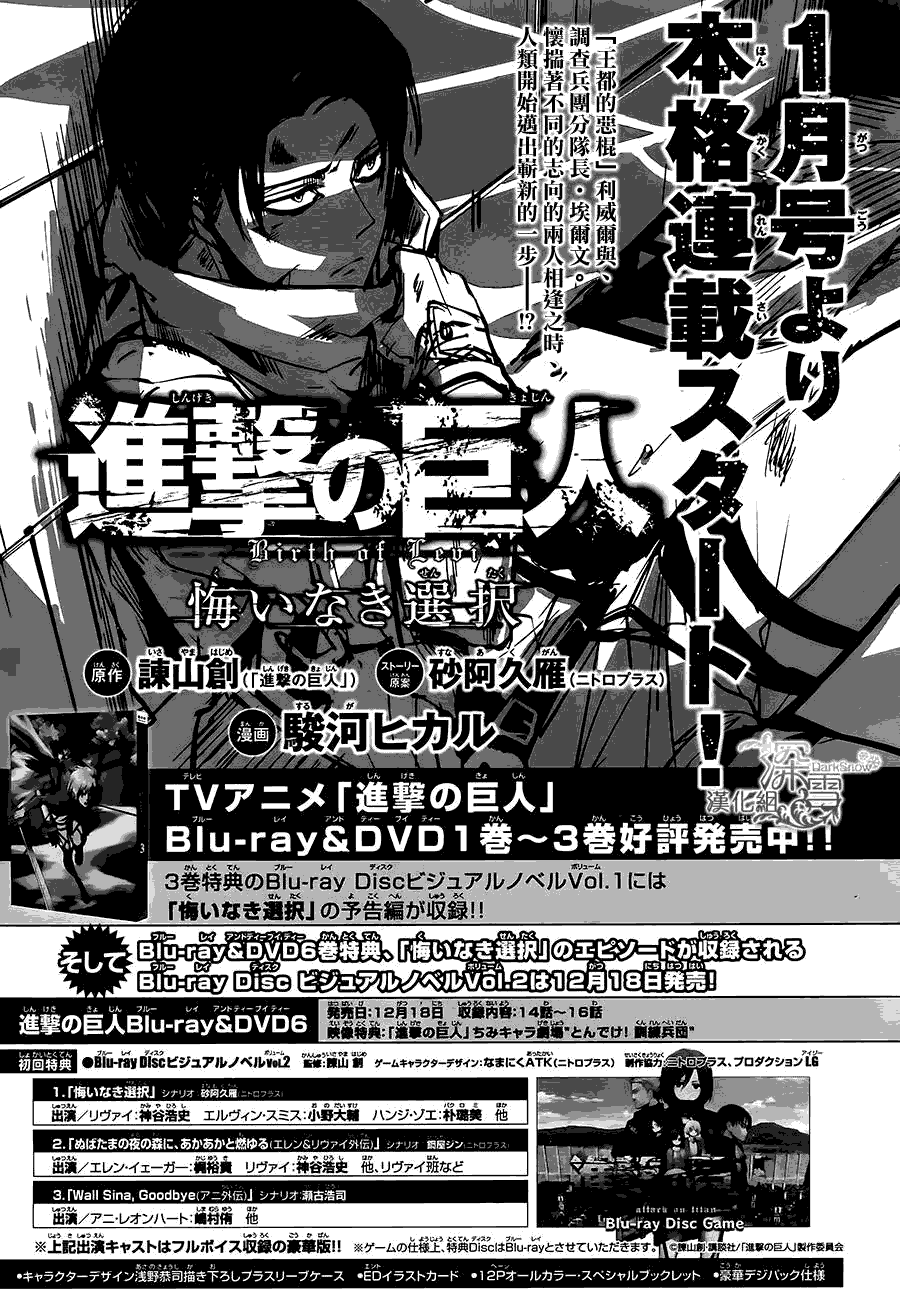 1月号より
本格連載スタート!
「王都的惡棍」利威爾與、
調查兵團分隊長・埃爾文。
懷揣著不同的志向的兩人相逢之時、
人類開始邁出嶄新的一步——!?
進撃の巨人
Birth of Levi
悔いなき選択
原作 諫山創(「進撃の巨人」) ストーリー原案 砂阿久雁(ニトロプラス)
漫画 駿河ヒカル
DarkSnow
深雪
漢化組
TVアニメ「進撃の巨人」
Blu-ray&DVD1巻〜3巻好評発売中!!
3巻特典のBlu-ray DiscビジュアルノベルVol.1には
「悔いなき選択」の予告編が収録!!
そして
Blu-ray&DVD6巻特典、「悔いなき選択」のエピソードが収録される
Blu-ray Disc ビジュアルノベルVol.2は12月18日発売!
進撃の巨人Blu-ray&DVD6
発売日:12月18日 収録内容:14話〜16話
映像特典:「進撃の巨人」ちみキャラ劇場"とんでけ!訓練兵団"
初回特典 ●Blu-ray DiscビジュアルノベルVol.2 監修:諫山 創 ゲームキャラクターデザイン:なまにくATK(ニトロプラス) 制作協力:ニトロプラス、プロダクションI.G
1.「悔いなき選択」 シナリオ 砂阿久雁(ニトロプラス)
出演/リヴァイ:神谷浩史 エルヴィン・スミス:小野大輔 ハンジ・ゾエ:朴璐美 他
2.「ぬばたまの夜の森に、あかあかと燃ゆる(エレン&リヴァイ外伝)」 シナリオ 鋼屋ジン(ニトロプラス)
出演/エレン・イェーガー:梶裕貴 リヴァイ:神谷浩史 他、リヴァイ班など
3.「Wall Sina, Goodbye(アニ外伝)」 シナリオ:瀬古浩司
出演/アニ・レオンハート:嶋村侑 他
attack on titan
Blu-ray Disc Game
※上記出演キャストはフルボイス収録の豪華版!! ※ゲームの仕様上、特典DiscはBlu-rayとさせていただきます。 ©諫山創・講談社/「進撃の巨人」製作委員会
●キャラクターデザイン浅野恭司描き下ろしプラスリーブケース ●EDイラストカード ●12Pオールカラー・スペシャルブックレット ●豪華デジパック仕様